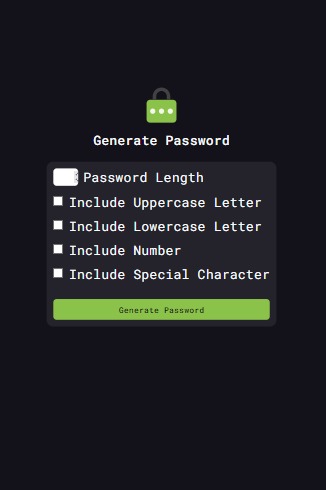 Generate Password
Password Length
Include Uppercase Letter
Include Lowercase Letter
Include Number
Include Special Character
Generate Password